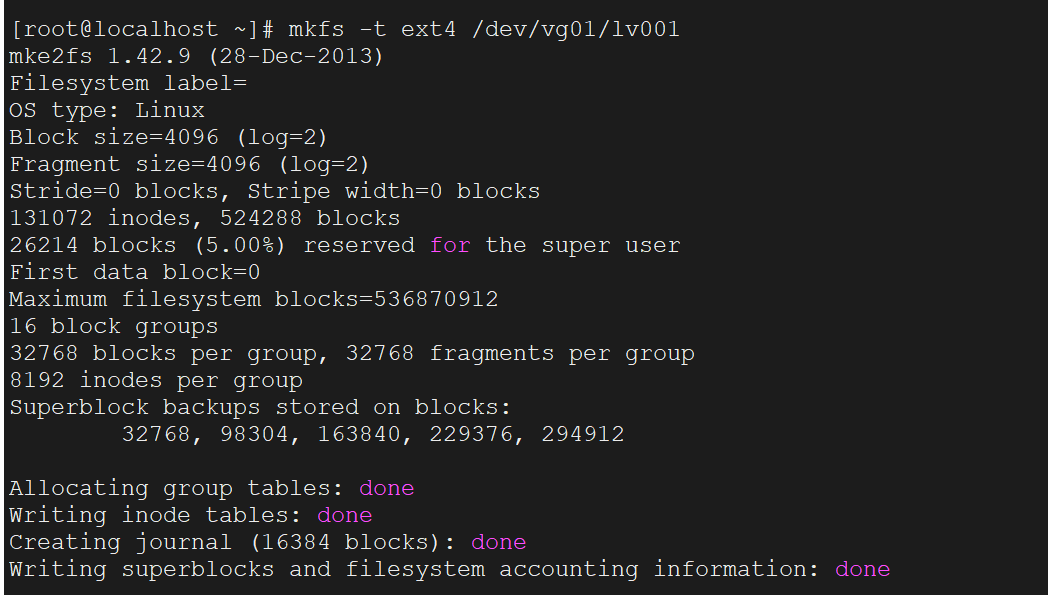 [root@localhost ~]# mkfs -t ext4 /dev/vg01/lv001
mke2fs 1.42.9 (28-Dec-2013)
Filesystem label=
OS type: Linux
Block size=4096 (log=2)
Fragment size=4096 (log=2)
Stride=0 blocks, Stripe width=0 blocks
131072 inodes, 524288 blocks
26214 blocks (5.00%) reserved for the super user
First data block=0
Maximum filesystem blocks=536870912
16 block groups
32768 blocks per group, 32768 fragments per group
8192 inodes per group
Superblock backups stored on blocks:
        32768, 98304, 163840, 229376, 294912

Allocating group tables: done
Writing inode tables: done
Creating journal (16384 blocks): done
Writing superblocks and filesystem accounting information: done